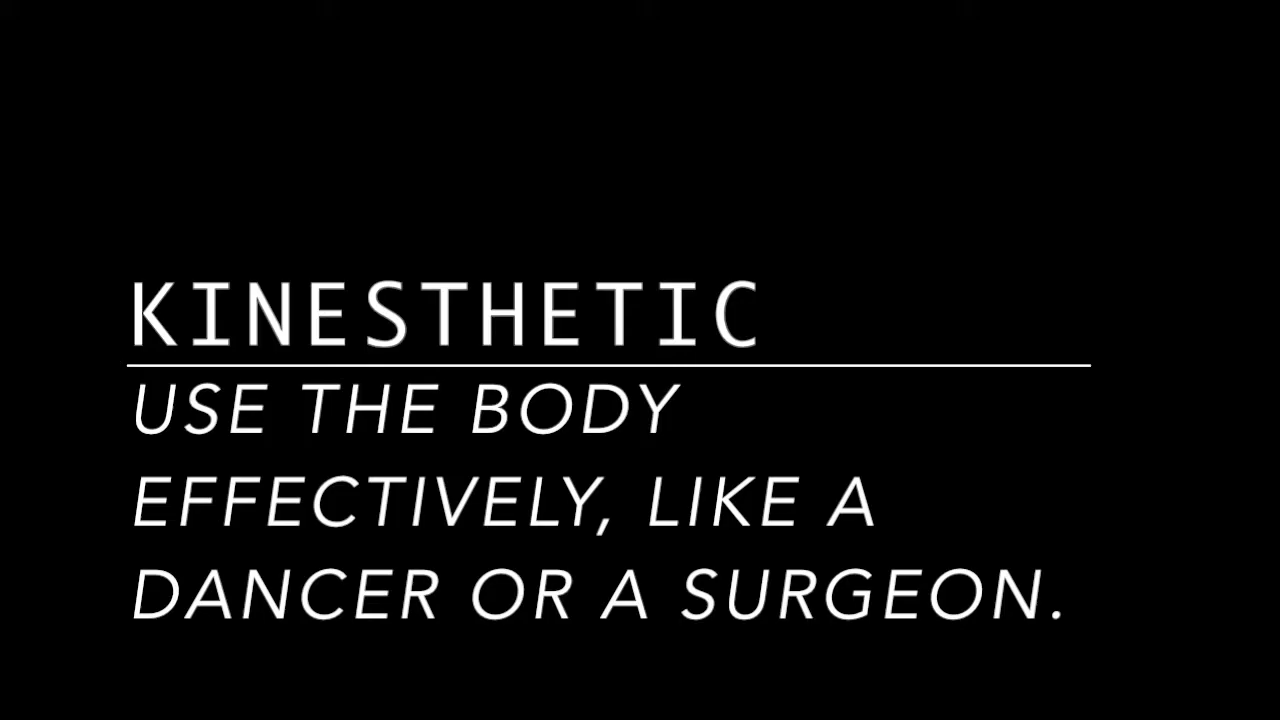 KINESTHETIC
USE THE BODY
EFFECTIVELY, LIKE A
DANCER OR A SURGEON.